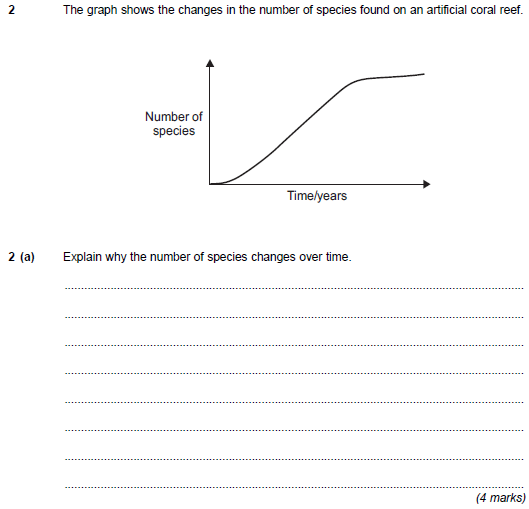 2 The graph shows the changes in the number of species found on an artificial coral reef.
Number of
species
Time/years
2 (a) Explain why the number of species changes over time.
(4 marks)